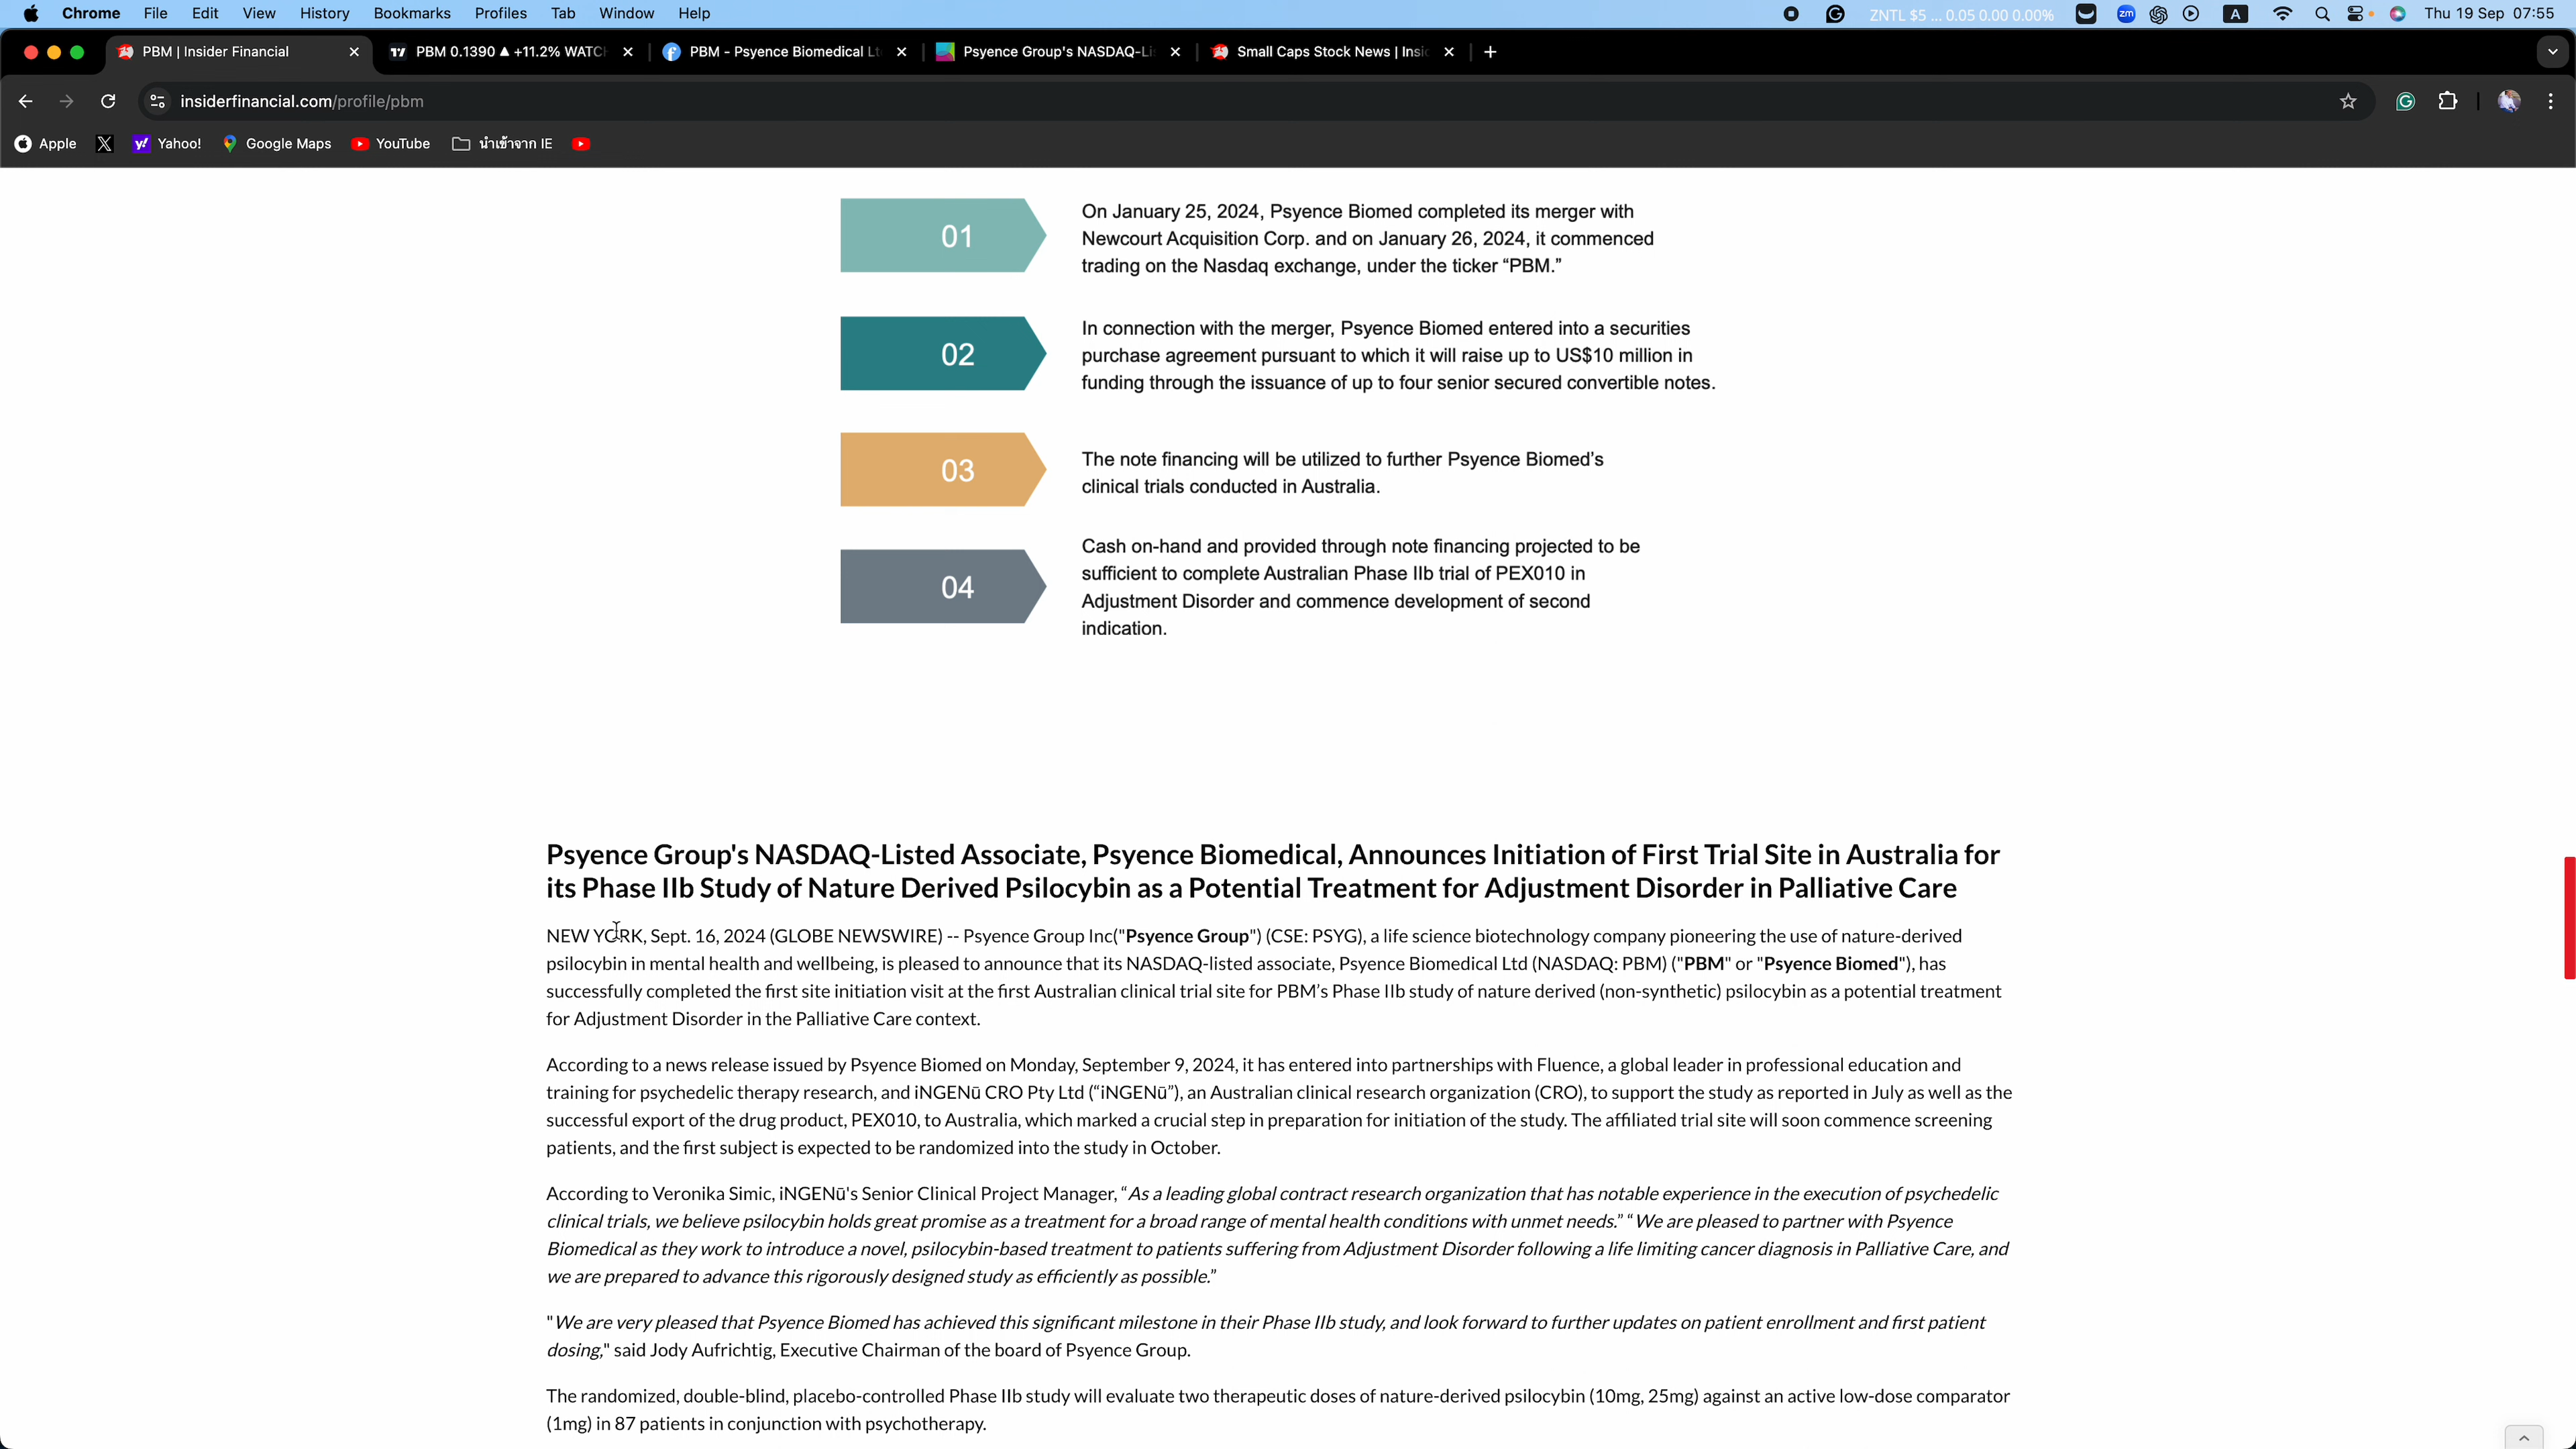 Chrome File Edit View History Bookmarks Profiles Tab Window Help ZNTL $5 ... 0.05 0.00 0.00% zm A Thu 19 Sep 07:55
PBM | Insider Financial PBM 0.1390 ▲ +11.2% WATCH PBM - Psyence Biomedical Lt Psyence Group's NASDAQ-Li Small Caps Stock News | Insi
insiderfinancial.com/profile/pbm
Apple Yahoo! Google Maps YouTube นำเข้าจาก IE
01
On January 25, 2024, Psyence Biomed completed its merger with
Newcourt Acquisition Corp. and on January 26, 2024, it commenced
trading on the Nasdaq exchange, under the ticker “PBM.”
02
In connection with the merger, Psyence Biomed entered into a securities
purchase agreement pursuant to which it will raise up to US$10 million in
funding through the issuance of up to four senior secured convertible notes.
03
The note financing will be utilized to further Psyence Biomed’s
clinical trials conducted in Australia.
04
Cash on-hand and provided through note financing projected to be
sufficient to complete Australian Phase IIb trial of PEX010 in
Adjustment Disorder and commence development of second
indication.
Psyence Group's NASDAQ-Listed Associate, Psyence Biomedical, Announces Initiation of First Trial Site in Australia for
its Phase IIb Study of Nature Derived Psilocybin as a Potential Treatment for Adjustment Disorder in Palliative Care
NEW YORK, Sept. 16, 2024 (GLOBE NEWSWIRE) -- Psyence Group Inc("Psyence Group") (CSE: PSYG), a life science biotechnology company pioneering the use of nature-derived
psilocybin in mental health and wellbeing, is pleased to announce that its NASDAQ-listed associate, Psyence Biomedical Ltd (NASDAQ: PBM) ("PBM" or "Psyence Biomed"), has
successfully completed the first site initiation visit at the first Australian clinical trial site for PBM’s Phase IIb study of nature derived (non-synthetic) psilocybin as a potential treatment
for Adjustment Disorder in the Palliative Care context.
According to a news release issued by Psyence Biomed on Monday, September 9, 2024, it has entered into partnerships with Fluence, a global leader in professional education and
training for psychedelic therapy research, and iNGENū CRO Pty Ltd (“iNGENū”), an Australian clinical research organization (CRO), to support the study as reported in July as well as the
successful export of the drug product, PEX010, to Australia, which marked a crucial step in preparation for initiation of the study. The affiliated trial site will soon commence screening
patients, and the first subject is expected to be randomized into the study in October.
According to Veronika Simic, iNGENū's Senior Clinical Project Manager, “As a leading global contract research organization that has notable experience in the execution of psychedelic
clinical trials, we believe psilocybin holds great promise as a treatment for a broad range of mental health conditions with unmet needs.” “We are pleased to partner with Psyence
Biomedical as they work to introduce a novel, psilocybin-based treatment to patients suffering from Adjustment Disorder following a life limiting cancer diagnosis in Palliative Care, and
we are prepared to advance this rigorously designed study as efficiently as possible.”
"We are very pleased that Psyence Biomed has achieved this significant milestone in their Phase IIb study, and look forward to further updates on patient enrollment and first patient
dosing," said Jody Aufrichtig, Executive Chairman of the board of Psyence Group.
The randomized, double-blind, placebo-controlled Phase IIb study will evaluate two therapeutic doses of nature-derived psilocybin (10mg, 25mg) against an active low-dose comparator
(1mg) in 87 patients in conjunction with psychotherapy.